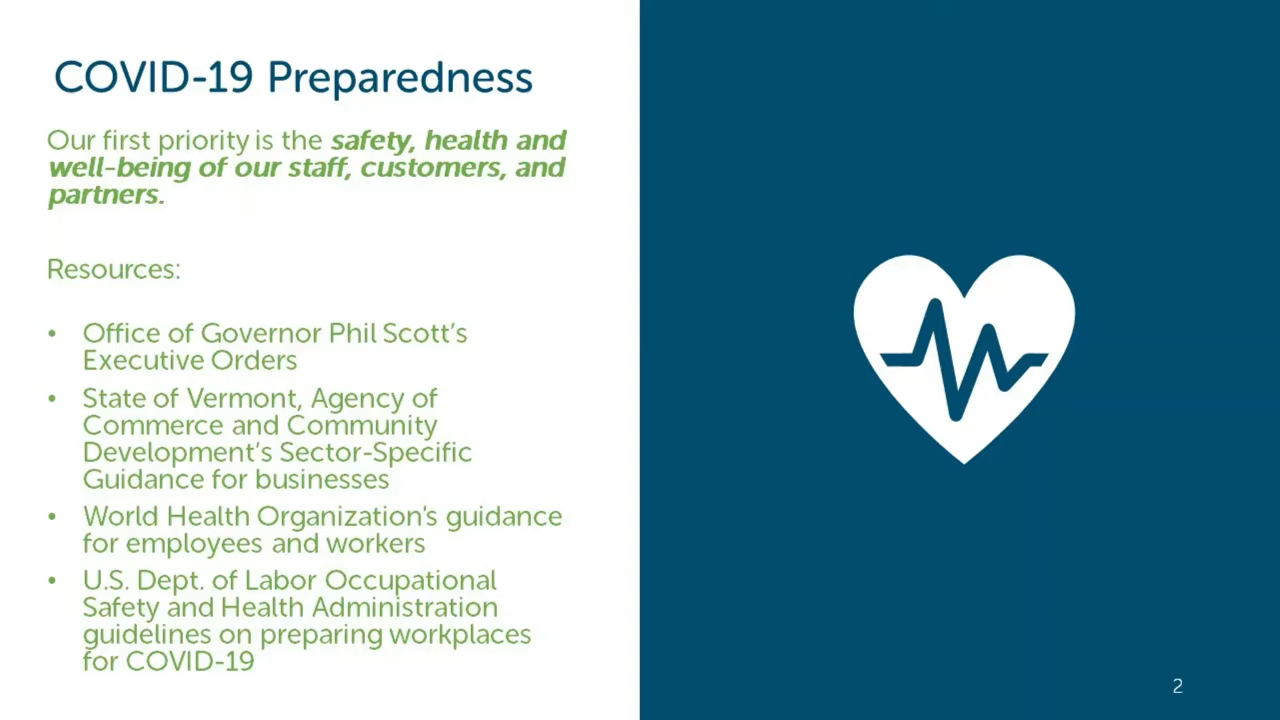 COVID-19 Preparedness
Our first priority is the safety, health and
well-being of our staff, customers, and
partners.
Resources:
• Office of Governor Phil Scott’s
Executive Orders
• State of Vermont, Agency of
Commerce and Community
Development’s Sector-Specific
Guidance for businesses
• World Health Organization's guidance
for employees and workers
• U.S. Dept. of Labor Occupational
Safety and Health Administration
guidelines on preparing workplaces
for COVID-19
2